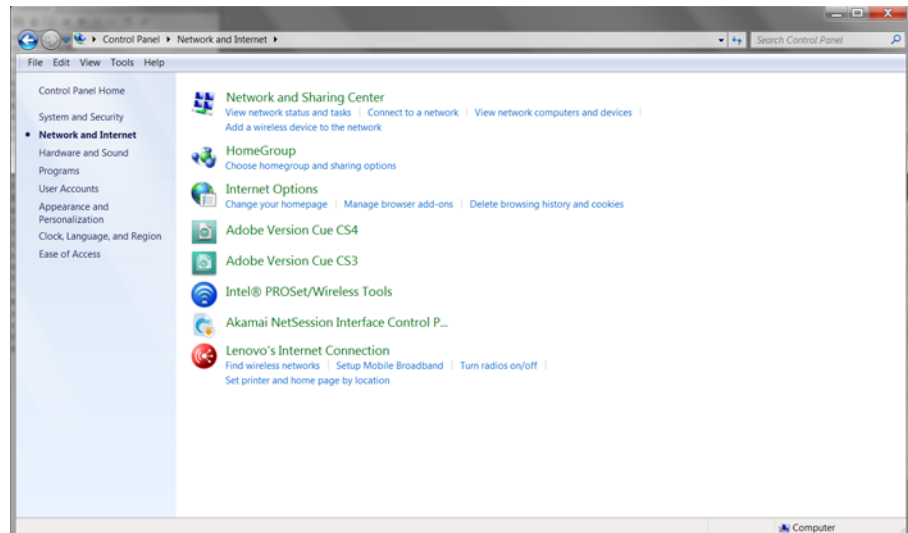 Control Panel Network and Internet
Search Control Panel
File Edit View Tools Help
Control Panel Home
System and Security
Network and Internet
Hardware and Sound
Programs
User Accounts
Appearance and
Personalization
Clock, Language, and Region
Ease of Access
Network and Sharing Center
View network status and tasks Connect to a network View network computers and devices
Add a wireless device to the network
HomeGroup
Choose homegroup and sharing options
Internet Options
Change your homepage Manage browser add-ons Delete browsing history and cookies
Adobe Version Cue CS4
Adobe Version Cue CS3
Intel® PROSet/Wireless Tools
Akamai NetSession Interface Control P...
Lenovo's Internet Connection
Find wireless networks Setup Mobile Broadband Turn radios on/off
Set printer and home page by location
Computer